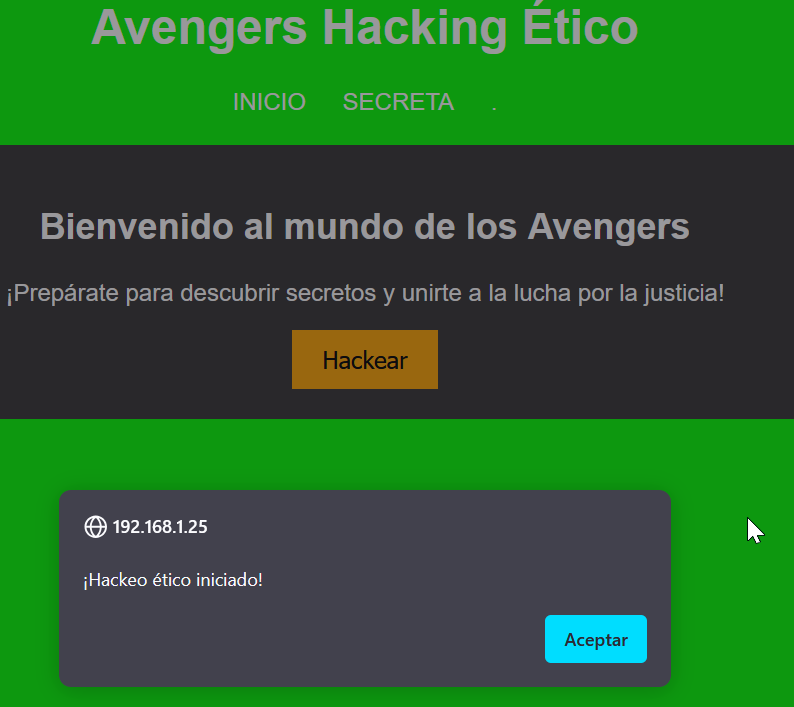 Avengers Hacking Ético
INICIO SECRETA .
Bienvenido al mundo de los Avengers
¡Prepárate para descubrir secretos y unirte a la lucha por la justicia!
Hackear
192.168.1.25
¡Hackeo ético iniciado!
Aceptar